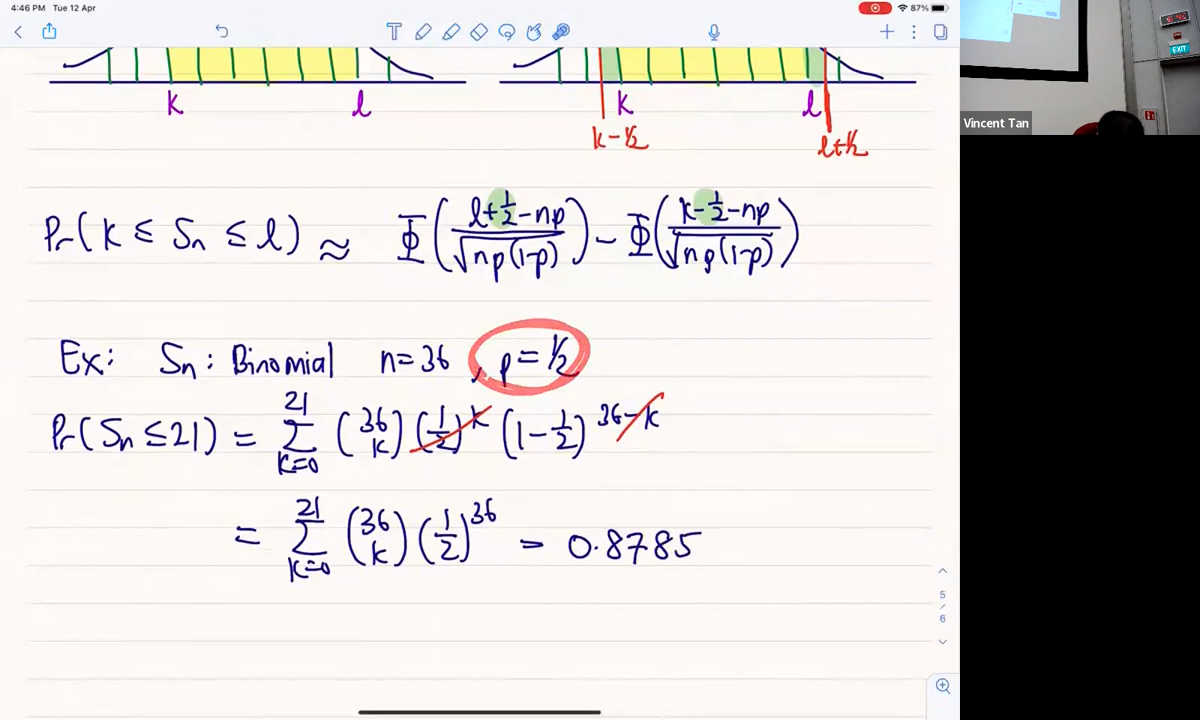 4:46 PM Tue 12 Apr
87%
k l
k l
k-½ l+½
Pr(k ≤ Sn ≤ l) ≈ Φ((l+½-np)/√(np(1-p))) - Φ((k-½-np)/√(np(1-p)))
Ex: Sn: Binomial n=36, p=½
Pr(Sn ≤ 21) = Σ_{k=0}^{21} (36 k) (1/2)^k (1-1/2)^{36-k}
= Σ_{k=0}^{21} (36 k) (1/2)^{36} = 0.8785
5
/
6
EXIT
Vincent Tan